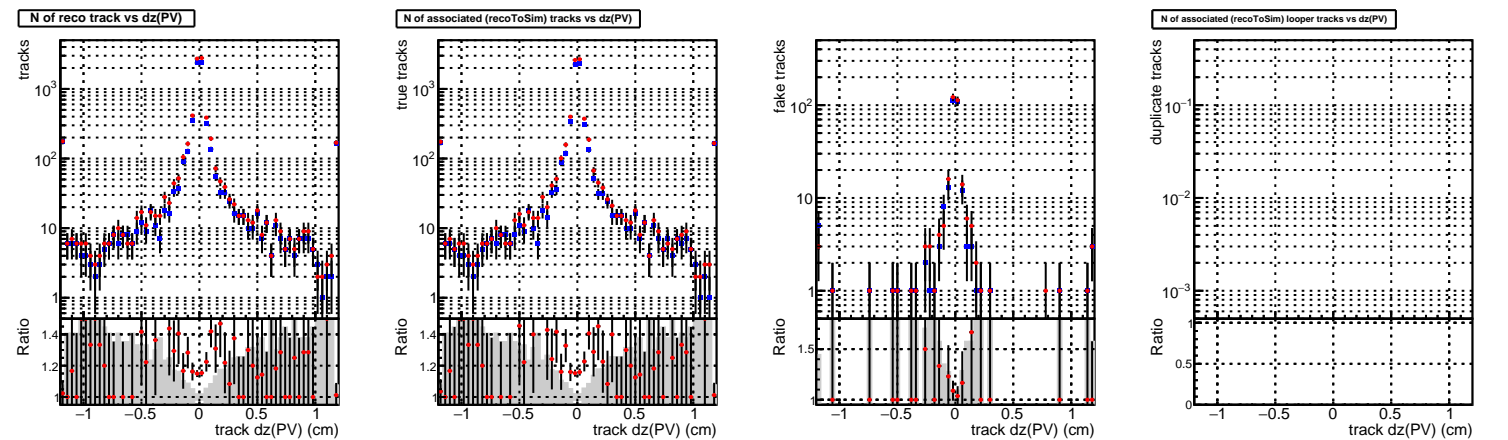 N of reco track vs dz(PV)
tracks
10³
10²
10
1
Ratio
1.4
1.2
1
−1 −0.5 0 0.5 1
track dz(PV) (cm)
N of associated (recoToSim) tracks vs dz(PV)
true tracks
10³
10²
10
1
Ratio
1.4
1.2
1
−1 −0.5 0 0.5 1
track dz(PV) (cm)
fake tracks
10²
10
1
Ratio
1.5
1
−1 −0.5 0 0.5 1
track dz(PV) (cm)
N of associated (recoToSim) looper tracks vs dz(PV)
duplicate tracks
10⁻¹
10⁻²
10⁻³
Ratio
1
0.5
0
−1 −0.5 0 0.5 1
track dz(PV) (cm)